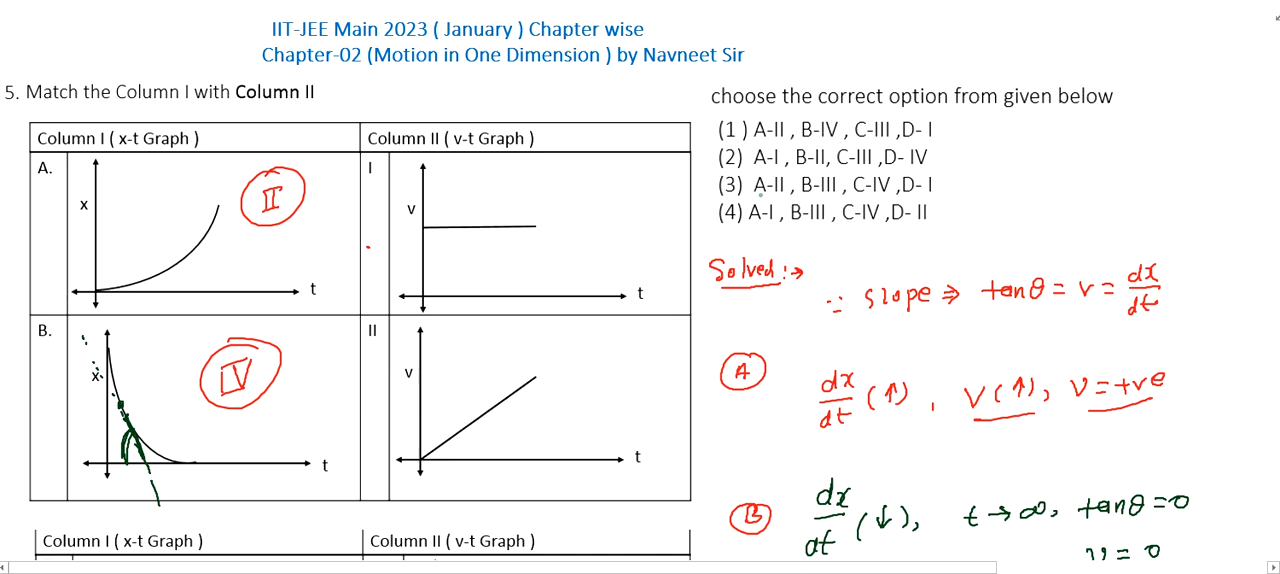 IIT-JEE Main 2023 ( January ) Chapter wise
Chapter-02 (Motion in One Dimension ) by Navneet Sir
5. Match the Column I with Column II
Column I ( x-t Graph )
Column II ( v-t Graph )
A.
x
t
II
I
v
t
B.
x
t
IV
II
v
t
Column I ( x-t Graph )
Column II ( v-t Graph )
choose the correct option from given below
(1 ) A-II , B-IV , C-III ,D- I
(2) A-I , B-II, C-III ,D- IV
(3) A-II , B-III , C-IV ,D- I
(4) A-I , B-III , C-IV ,D- II
Solved :→
∵ slope ⇒ tanθ = v = dx/dt
A
dx/dt (↑) , v(↑), v=+ve
B
dx/dt (↓), t→∞, tanθ=0
v = 0